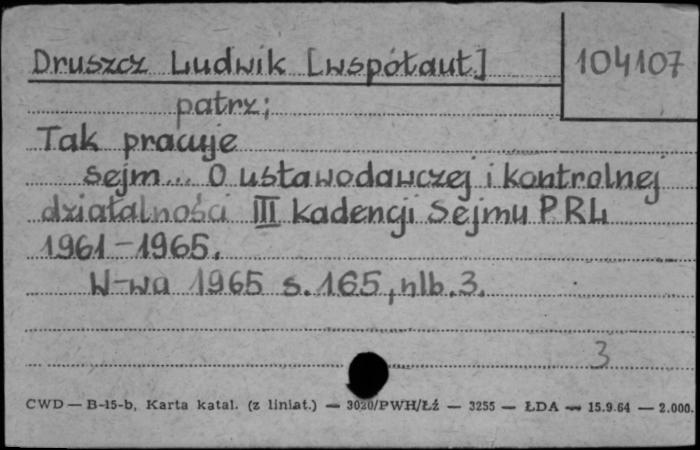 Druszcz Ludwik [współaut.]
104107
patrz;
Tak pracuje
sejm... O ustawodawczej i kontrolnej
działalności III kadencji Sejmu PRL
1961-1965.
W-wa 1965 s. 165, nlb. 3.
3
CWD — B-15-b, Karta katal. (z liniat.) — 3020/PWH/Łź — 3255 — ŁDA — 15.9.64 — 2.000.